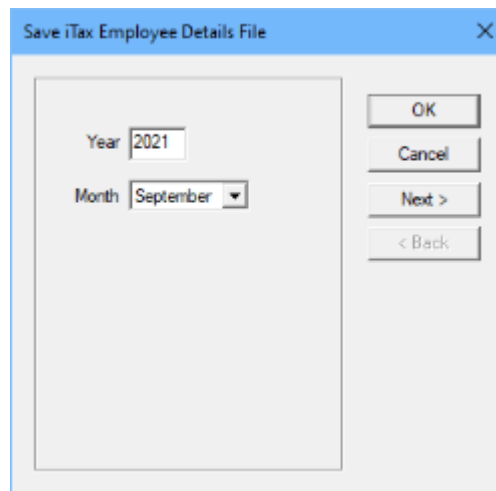 Save iTax Employee Details File
OK
Year 2021
Cancel
Month September
Next >
< Back